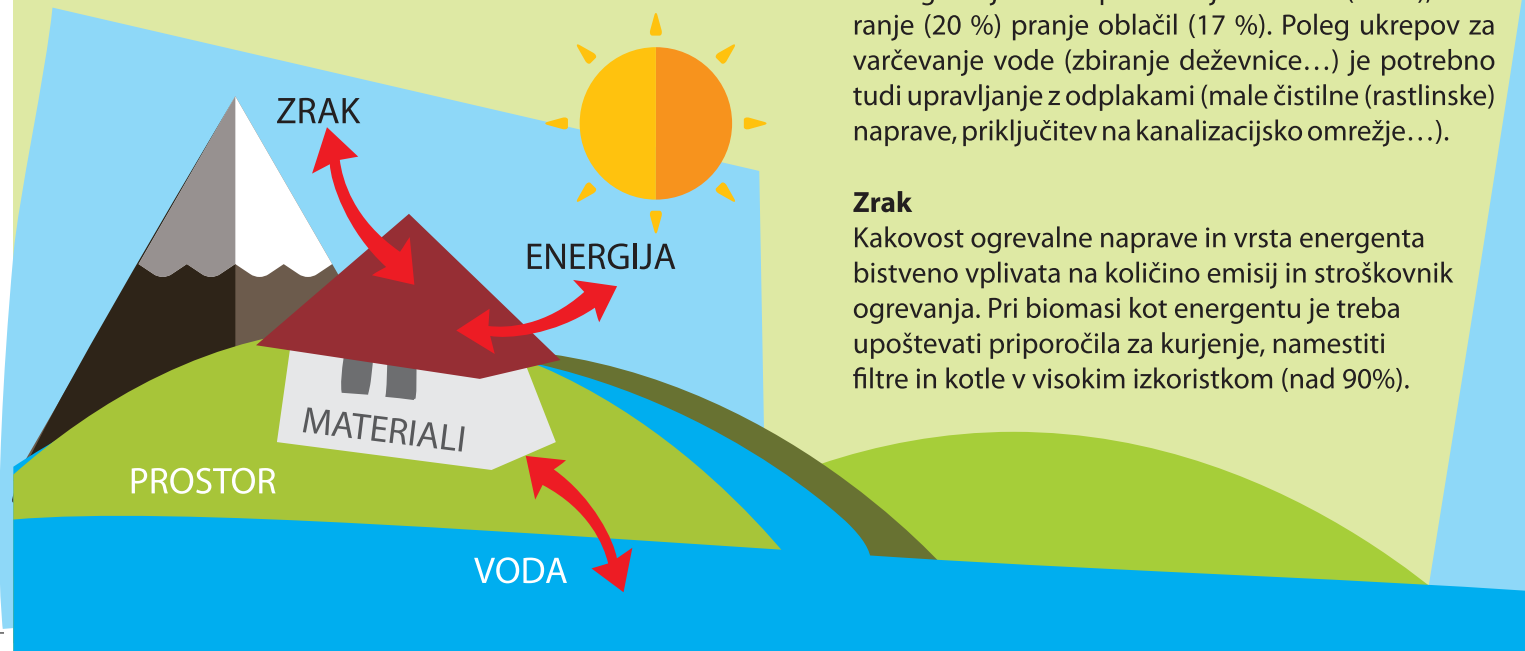 ranje (20 %) pranje oblačil (17 %). Poleg ukrepov za
varčevanje vode (zbiranje deževnice…) je potrebno
tudi upravljanje z odplakami (male čistilne (rastlinske)
naprave, priključitev na kanalizacijsko omrežje…).
Zrak
Kakovost ogrevalne naprave in vrsta energenta
bistveno vplivata na količino emisij in stroškovnik
ogrevanja. Pri biomasi kot energentu je treba
upoštevati priporočila za kurjenje, namestiti
filtre in kotle v visokim izkoristkom (nad 90%).
ZRAK
ENERGIJA
MATERIALI
PROSTOR
VODA